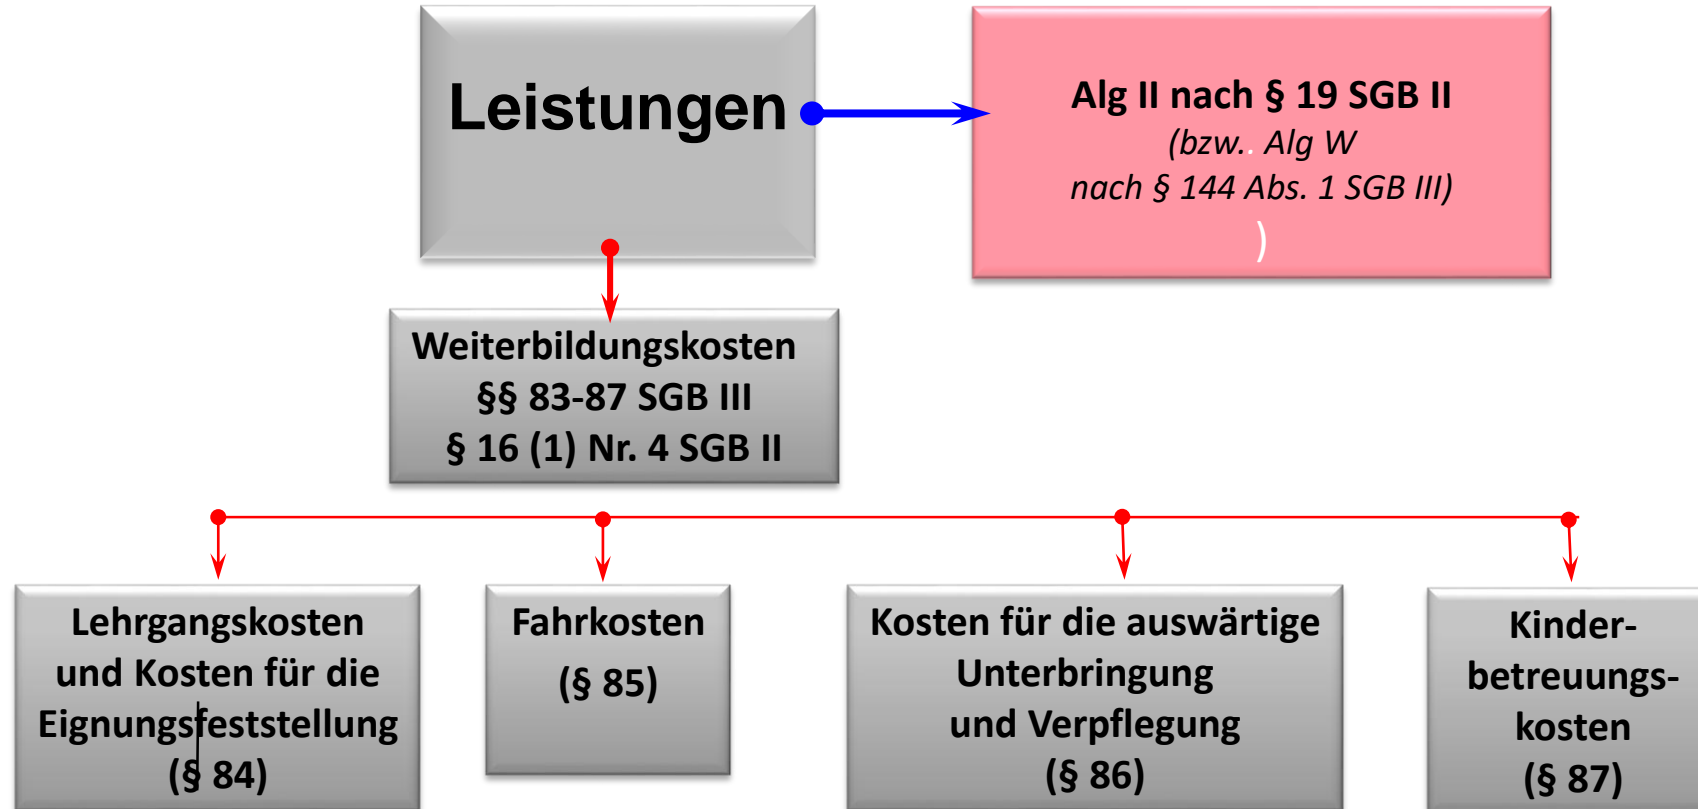 Leistungen
Alg II nach § 19 SGB II
(bzw.. Alg W
nach § 144 Abs. 1 SGB III)
)
Weiterbildungskosten
§§ 83-87 SGB III
§ 16 (1) Nr. 4 SGB II
Lehrgangskosten
und Kosten für die
Eignungsfeststellung
(§ 84)
Fahrkosten
(§ 85)
Kosten für die auswärtige
Unterbringung
und Verpflegung
(§ 86)
Kinder-
betreuungs-
kosten
(§ 87)